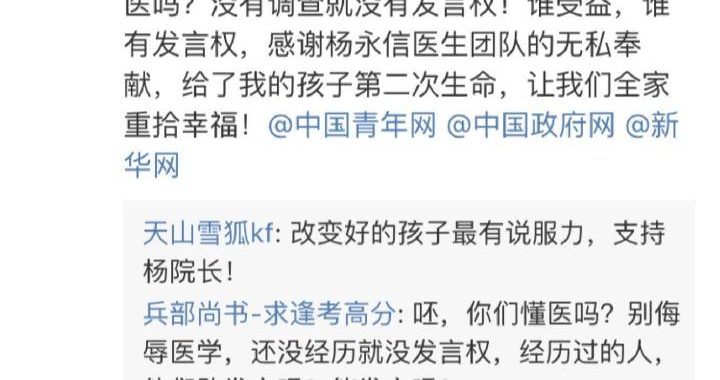 医吗？没有调查就没有发言权！谁受益，谁
有发言权，感谢杨永信医生团队的无私奉
献，给了我的孩子第二次生命，让我们全家
重拾幸福！@中国青年网 @中国政府网 @新
华网
天山雪狐kf: 改变好的孩子最有说服力，支持
杨院长！
兵部尚书-求逢考高分: 呸，你们懂医吗？别侮
辱医学，还没经历就没发言权，经历过的人，